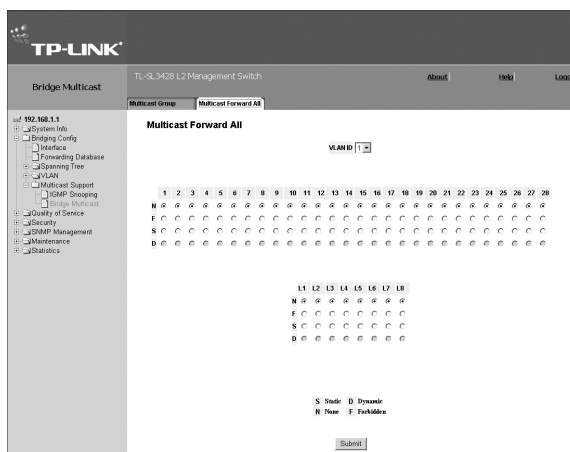 TP-LINK
Bridge Multicast
TL-SL3428 L2 Management Switch
About
Help
Multicast Group
Multicast Forward All
192.168.1.1
System Info
Bridging Config
Interface
Forwarding Database
Spanning Tree
VLAN
Multicast Support
IGMP Snooping
Bridge Multicast
Quality of Service
Security
SNMP Management
Maintenance
Statistics
Multicast Forward All
VLAN ID 1
1 2 3 4 5 6 7 8 9 10 11 12 13 14 15 16 17 18 19 20 21 22 23 24 25 26 27 28
N
F
S
D
L1 L2 L3 L4 L5 L6 L7 L8
N
F
S
D
S Static D Dynamic
N None F Forbidden
Submit